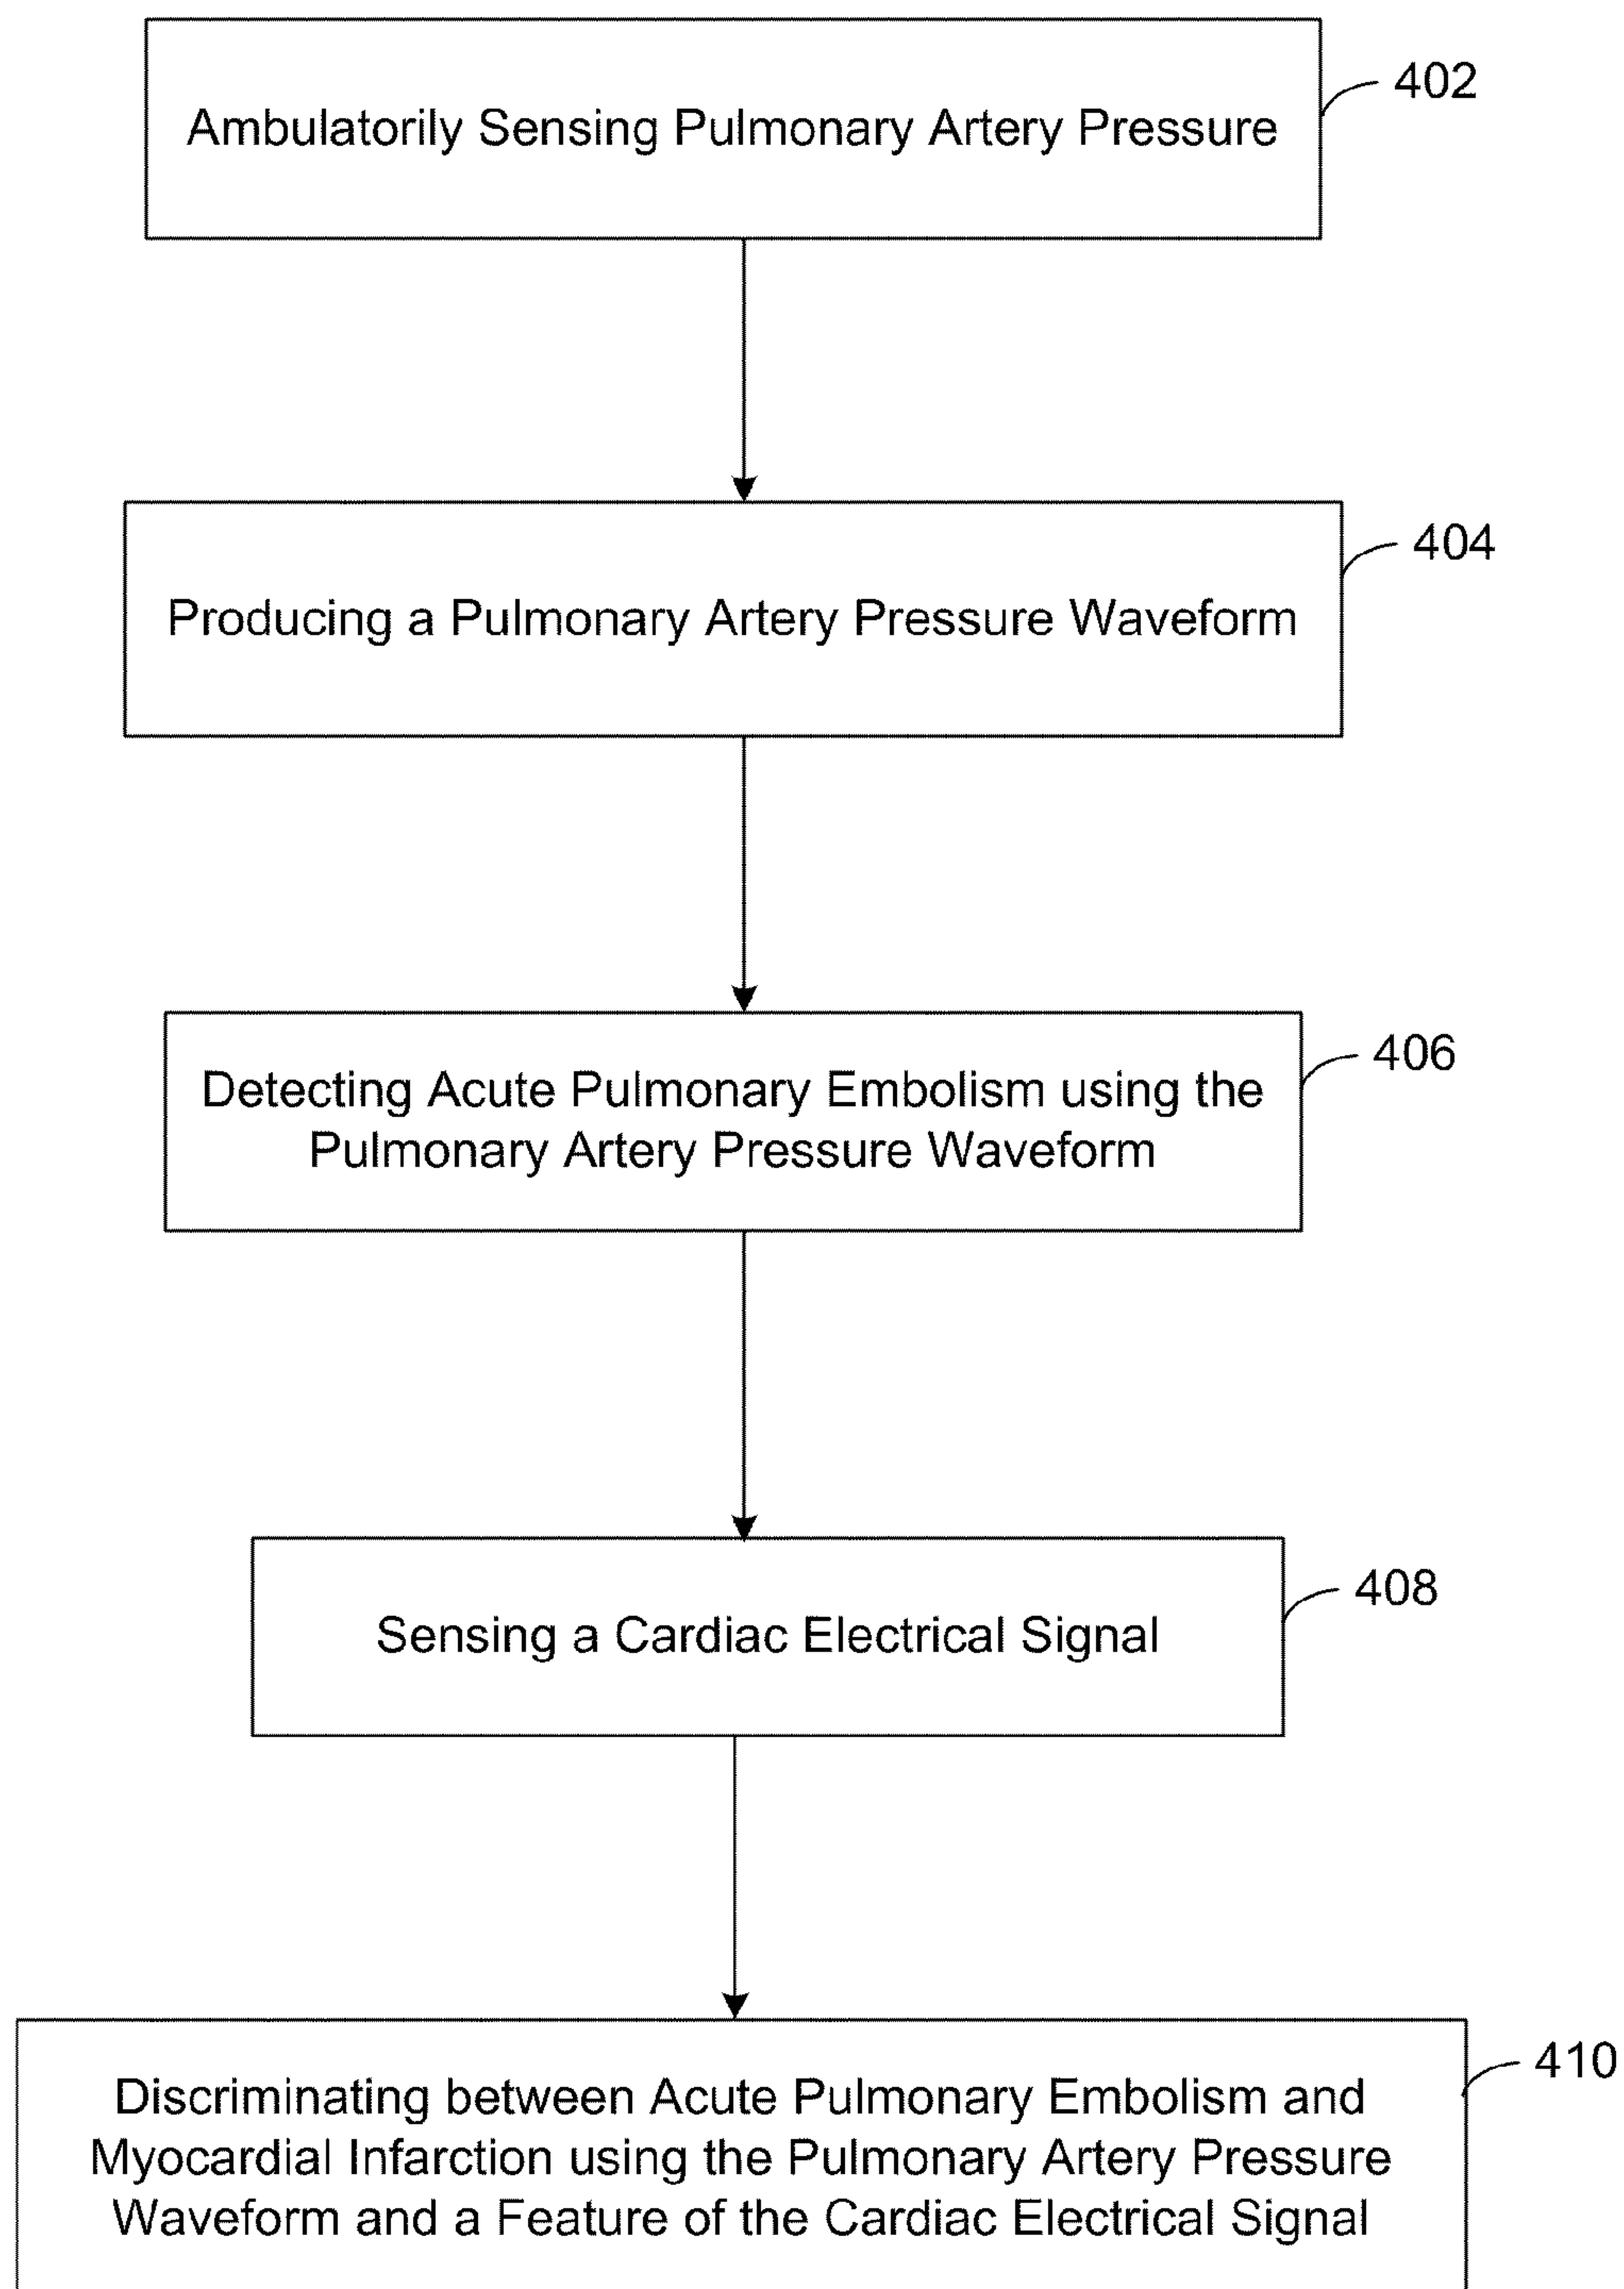 402
Ambulatorily Sensing Pulmonary Artery Pressure
404
Producing a Pulmonary Artery Pressure Waveform
406
Detecting Acute Pulmonary Embolism using the
Pulmonary Artery Pressure Waveform
408
Sensing a Cardiac Electrical Signal
410
Discriminating between Acute Pulmonary Embolism and
Myocardial Infarction using the Pulmonary Artery Pressure
Waveform and a Feature of the Cardiac Electrical Signal